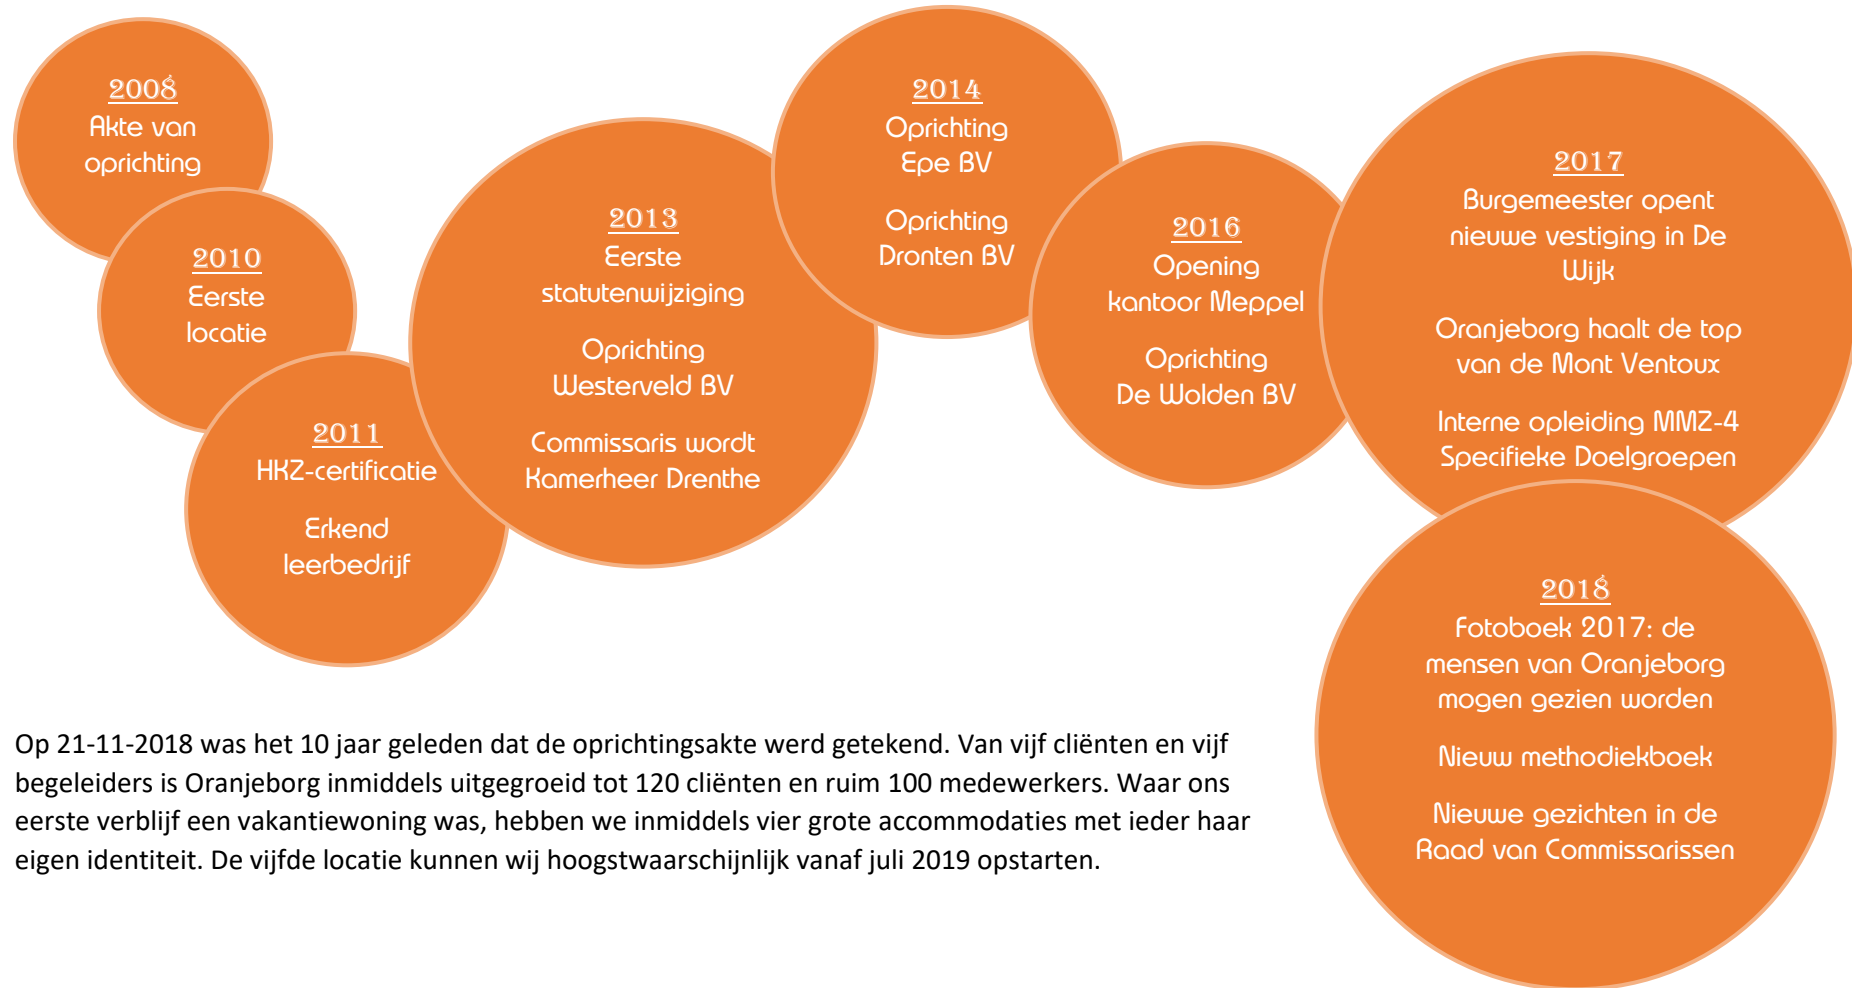 2008
Akte van
oprichting
2010
Eerste
locatie
2011
HKZ-certificatie
Erkend
leerbedrijf
2013
Eerste
statutenwijziging
Oprichting
Westerveld BV
Commissaris wordt
Kamerheer Drenthe
2014
Oprichting
Epe BV
Oprichting
Dronten BV
2016
Opening
kantoor Meppel
Oprichting
De Wolden BV
2017
Burgemeester opent
nieuwe vestiging in De
Wijk
Oranjeborg haalt de top
van de Mont Ventoux
Interne opleiding MMZ-4
Specifieke Doelgroepen
2018
Fotoboek 2017: de
mensen van Oranjeborg
mogen gezien worden
Nieuw methodiekboek
Nieuwe gezichten in de
Raad van Commissarissen
Op 21-11-2018 was het 10 jaar geleden dat de oprichtingsakte werd getekend. Van vijf cliënten en vijf
begeleiders is Oranjeborg inmiddels uitgegroeid tot 120 cliënten en ruim 100 medewerkers. Waar ons
eerste verblijf een vakantiewoning was, hebben we inmiddels vier grote accommodaties met ieder haar
eigen identiteit. De vijfde locatie kunnen wij hoogstwaarschijnlijk vanaf juli 2019 opstarten.